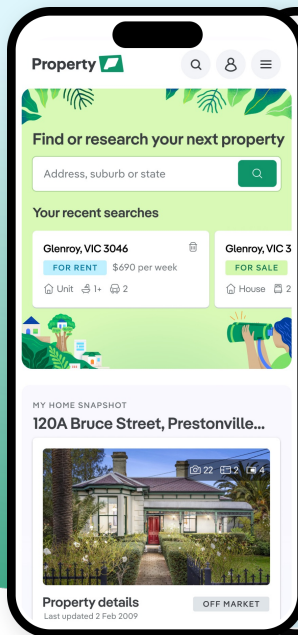 Property
Find or research your next property
Address, suburb or state
Your recent searches
Glenroy, VIC 3046
FOR RENT $690 per week
Unit 1+ 2
Glenroy, VIC 3
FOR SALE
House 2
MY HOME SNAPSHOT
120A Bruce Street, Prestonville...
22 2 4
Property details
OFF MARKET
Last updated 2 Feb 2009